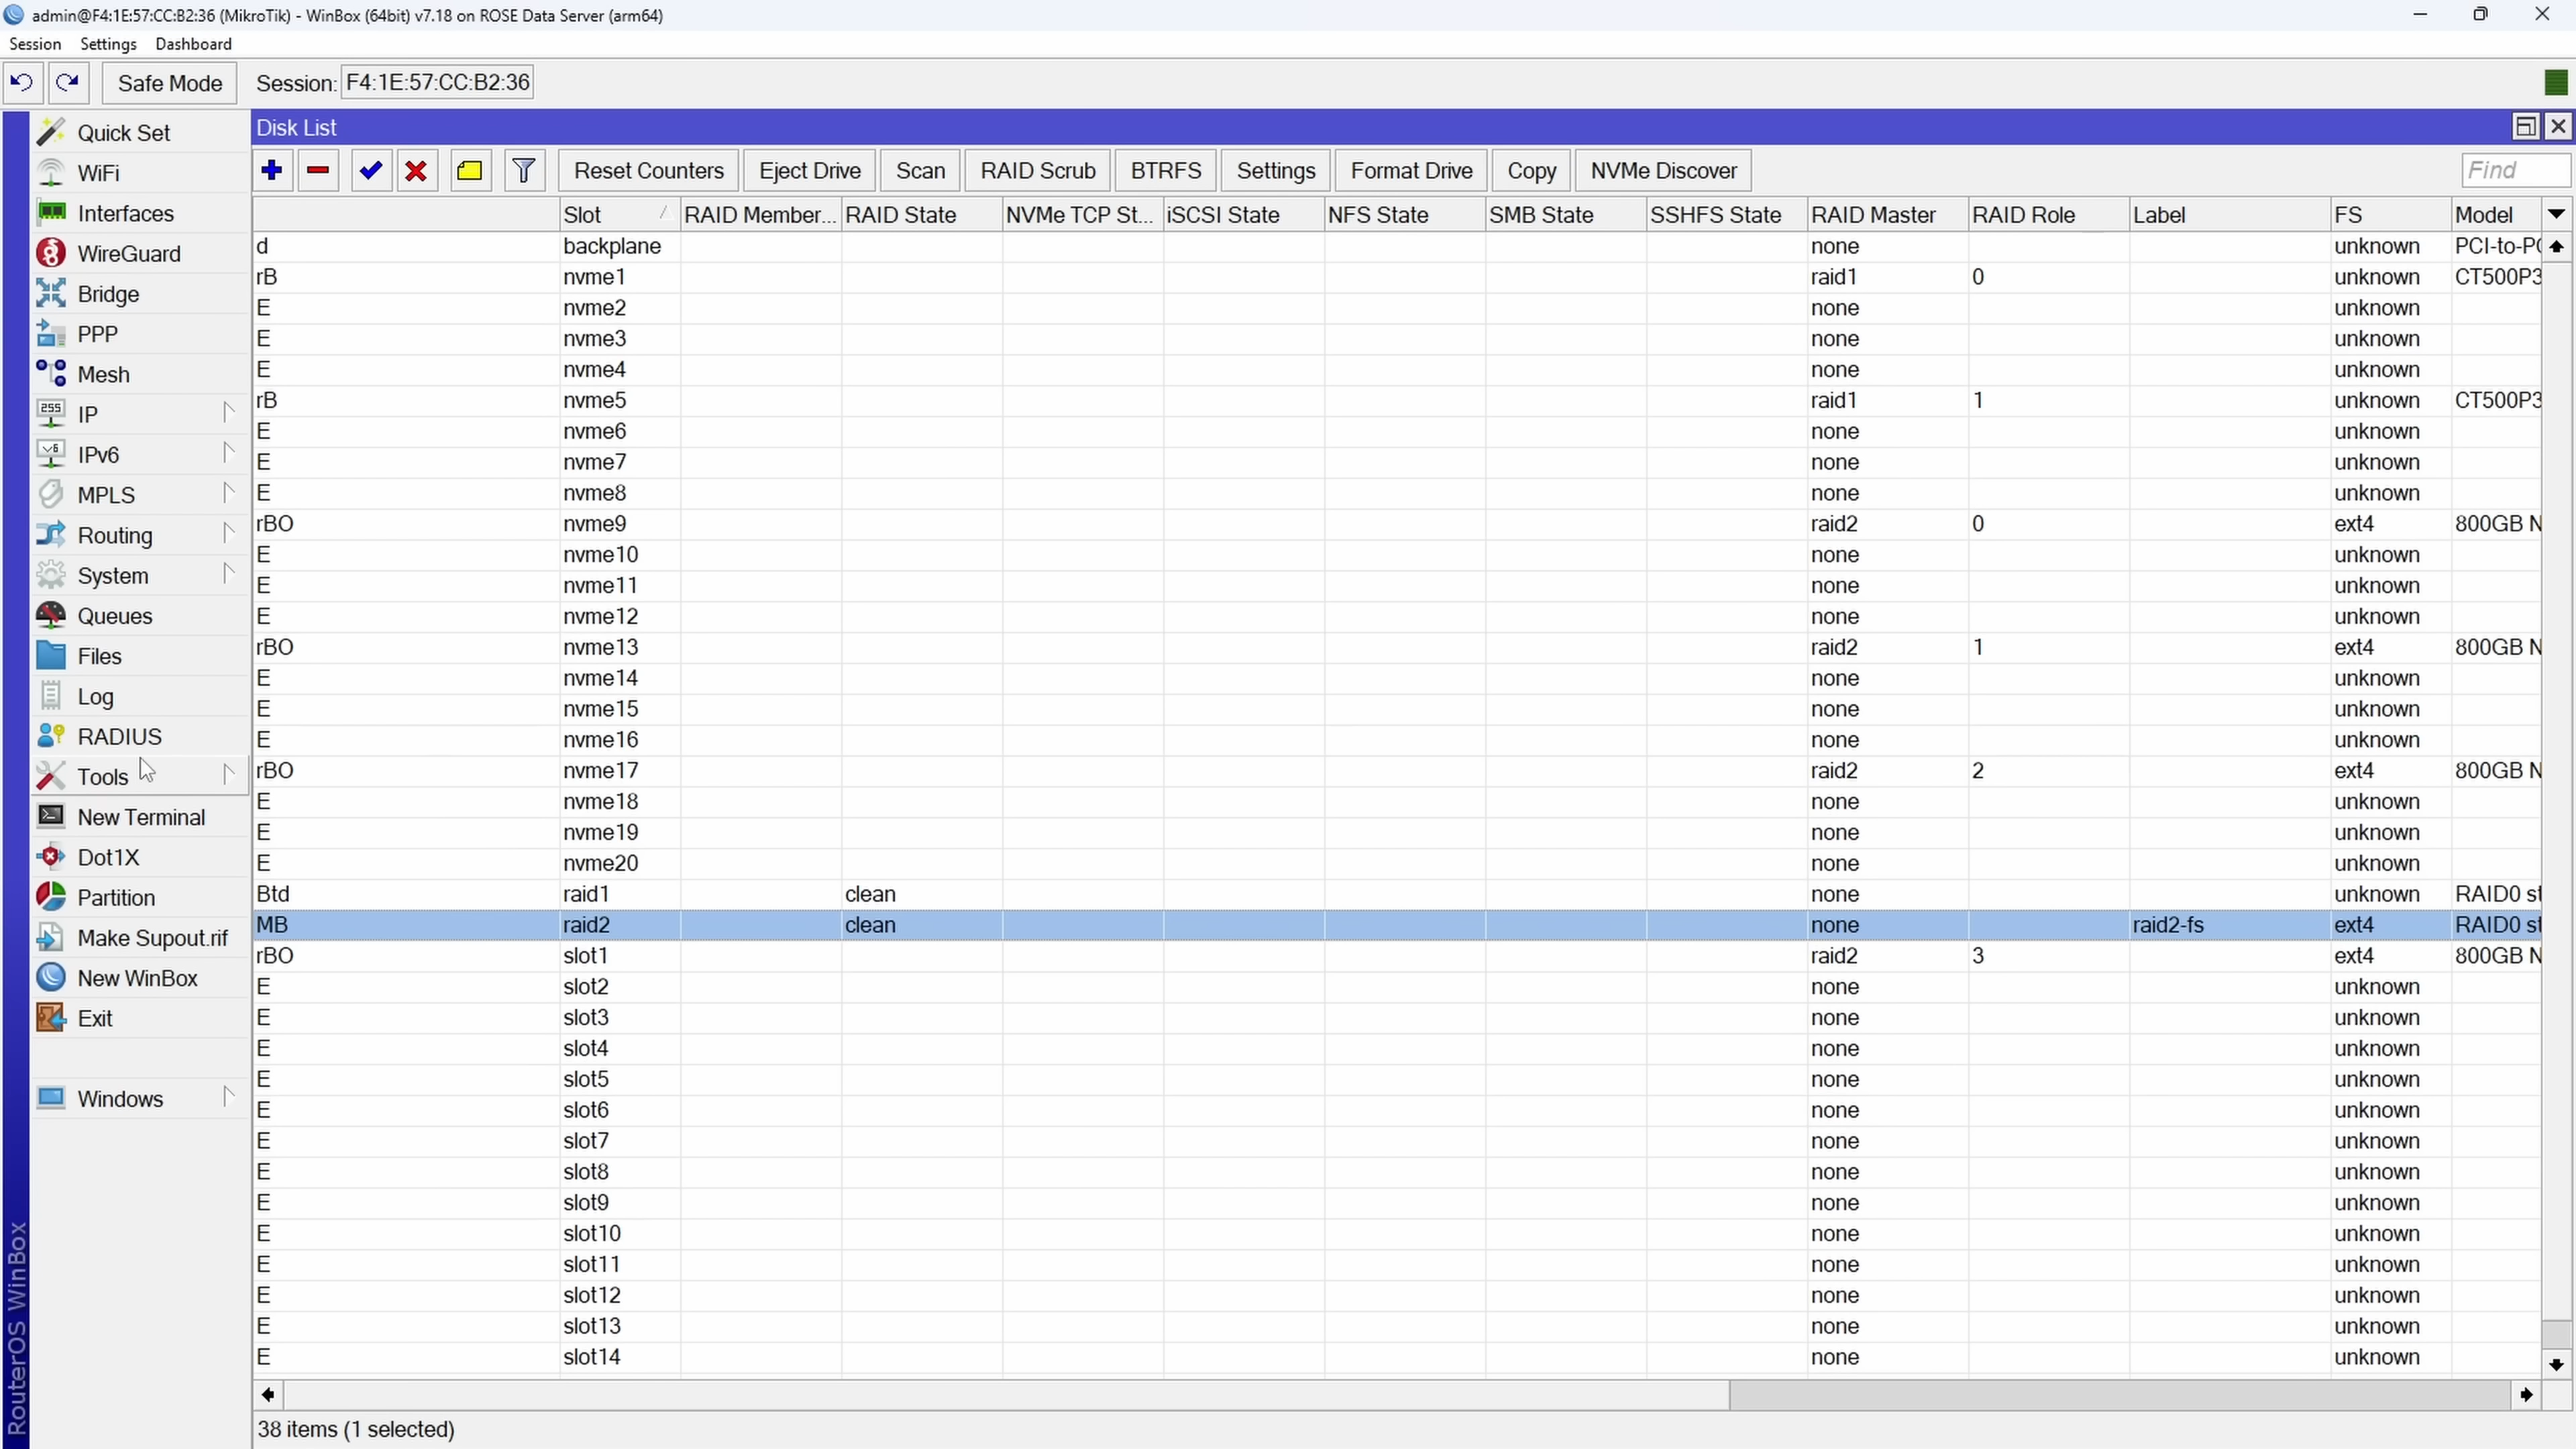 admin@F4:1E:57:CC:B2:36 (MikroTik) - WinBox (64bit) v7.18 on ROSE Data Server (arm64)
Session Settings Dashboard
Safe Mode Session: F4:1E:57:CC:B2:36
Quick Set
WiFi
Interfaces
WireGuard
Bridge
PPP
Mesh
IP
IPv6
MPLS
Routing
System
Queues
Files
Log
RADIUS
Tools
New Terminal
Dot1X
Partition
Make Supout.rif
New WinBox
Exit
Windows
RouterOS WinBox
Disk List
Reset Counters Eject Drive Scan RAID Scrub BTRFS Settings Format Drive Copy NVMe Discover Find
Slot RAID Member... RAID State NVMe TCP St... iSCSI State NFS State SMB State SSHFS State RAID Master RAID Role Label FS Model
d backplane none unknown PCI-to-PC
rB nvme1 raid1 0 unknown CT500P3
E nvme2 none unknown
E nvme3 none unknown
E nvme4 none unknown
rB nvme5 raid1 1 unknown CT500P3
E nvme6 none unknown
E nvme7 none unknown
E nvme8 none unknown
rBO nvme9 raid2 0 ext4 800GB N
E nvme10 none unknown
E nvme11 none unknown
E nvme12 none unknown
rBO nvme13 raid2 1 ext4 800GB N
E nvme14 none unknown
E nvme15 none unknown
E nvme16 none unknown
rBO nvme17 raid2 2 ext4 800GB N
E nvme18 none unknown
E nvme19 none unknown
E nvme20 none unknown
Btd raid1 clean none unknown RAID0 st
MB raid2 clean none raid2-fs ext4 RAID0 st
rBO slot1 raid2 3 ext4 800GB N
E slot2 none unknown
E slot3 none unknown
E slot4 none unknown
E slot5 none unknown
E slot6 none unknown
E slot7 none unknown
E slot8 none unknown
E slot9 none unknown
E slot10 none unknown
E slot11 none unknown
E slot12 none unknown
E slot13 none unknown
E slot14 none unknown
38 items (1 selected)